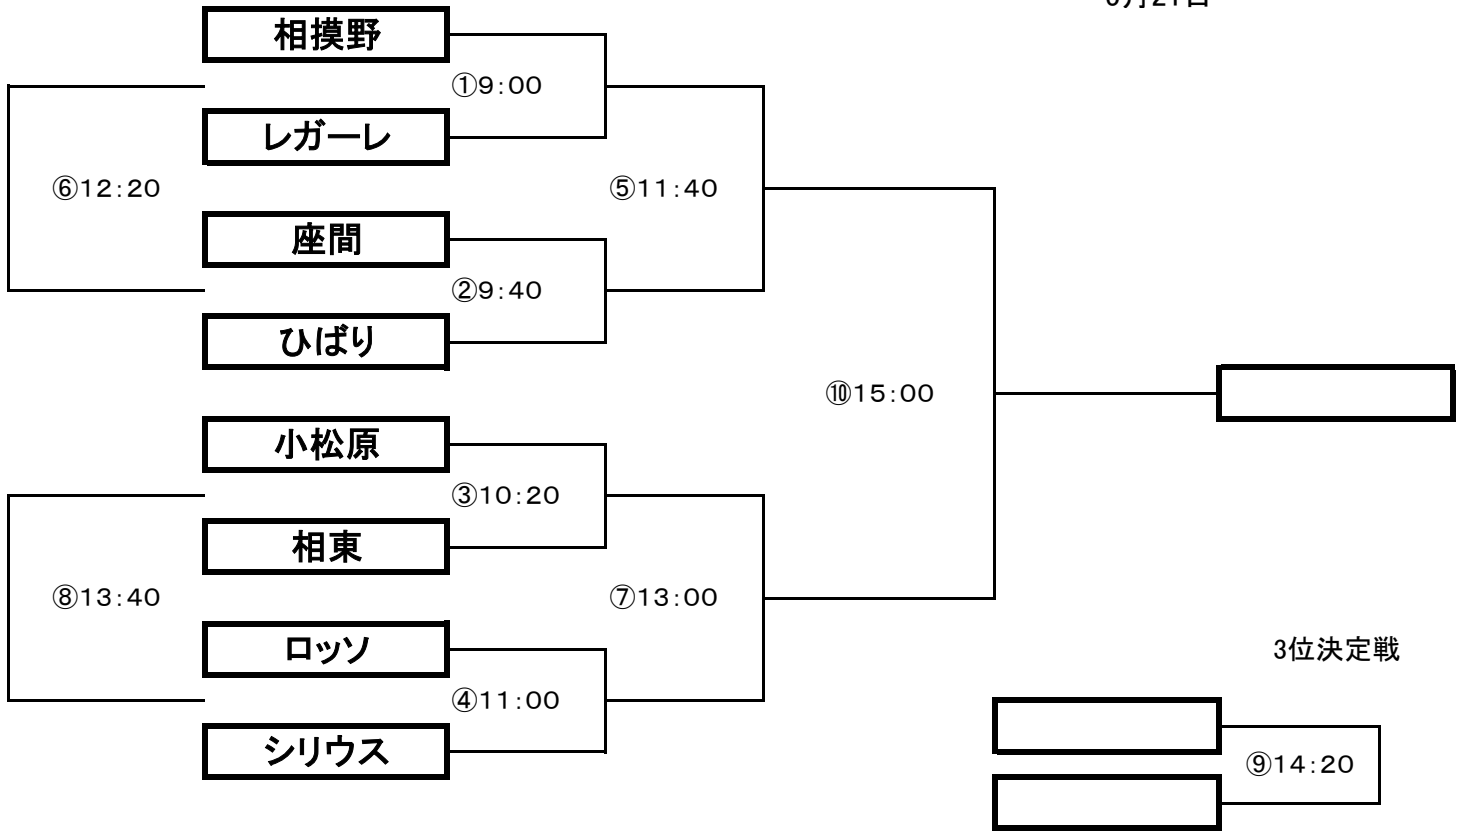 相摸野
①9:00
レガーレ
⑥12:20
⑤11:40
座間
②9:40
ひばり
⑩15:00
小松原
③10:20
相東
⑧13:40
⑦13:00
ロッソ
3位決定戦
④11:00
シリウス
⑨14:20